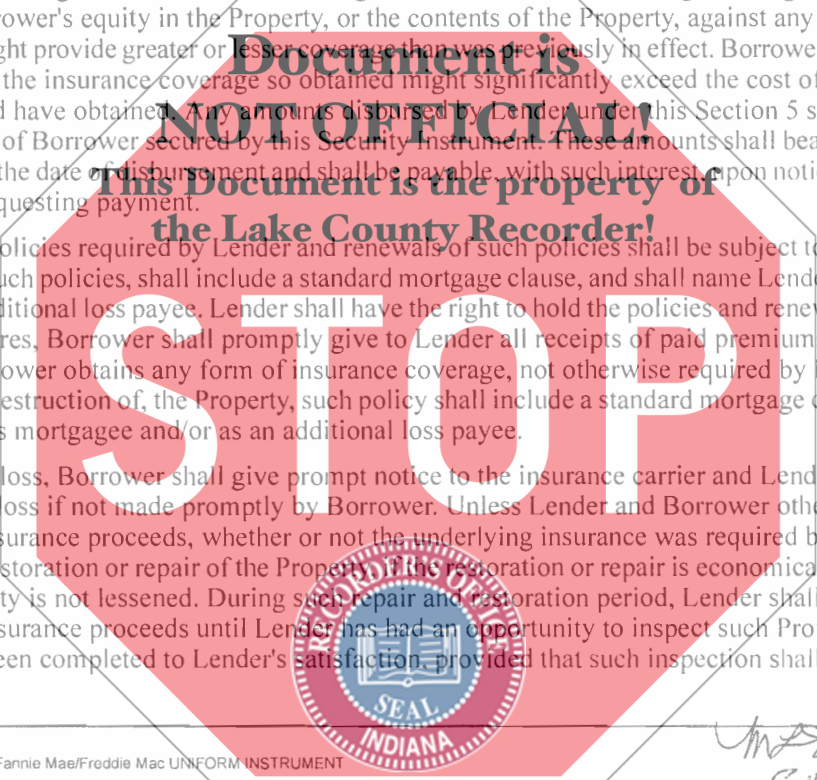 rower's equity in the Property, or the contents of the Property, against any
ght provide greater or lesser coverage than was previously in effect. Borrowe
the insurance coverage so obtained might significantly exceed the cost of
d have obtained. Any amounts disbursed by Lender under this Section 5 s
of Borrower secured by this Security Instrument. These amounts shall bea
the date of disbursement and shall be payable, with such interest, upon noti
questing payment.
Document is
NOT OFFICIAL!
This Document is the property of
the Lake County Recorder!
olicies required by Lender and renewals of such policies shall be subject to
uch policies, shall include a standard mortgage clause, and shall name Lende
ditional loss payee. Lender shall have the right to hold the policies and renew
res, Borrower shall promptly give to Lender all receipts of paid premium
ower obtains any form of insurance coverage, not otherwise required by
estruction of, the Property, such policy shall include a standard mortgage c
s mortgagee and/or as an additional loss payee.
STOP
loss, Borrower shall give prompt notice to the insurance carrier and Lend
loss if not made promptly by Borrower. Unless Lender and Borrower othe
surance proceeds, whether or not the underlying insurance was required b
storation or repair of the Property, if the restoration or repair is economica
ty is not lessened. During such repair and restoration period, Lender shall
surance proceeds until Lender has had an opportunity to inspect such Pro
een completed to Lender's satisfaction, provided that such inspection shall
RECORDER'S OFFICE
SEAL
INDIANA
Fannie Mae/Freddie Mac UNIFORM INSTRUMENT